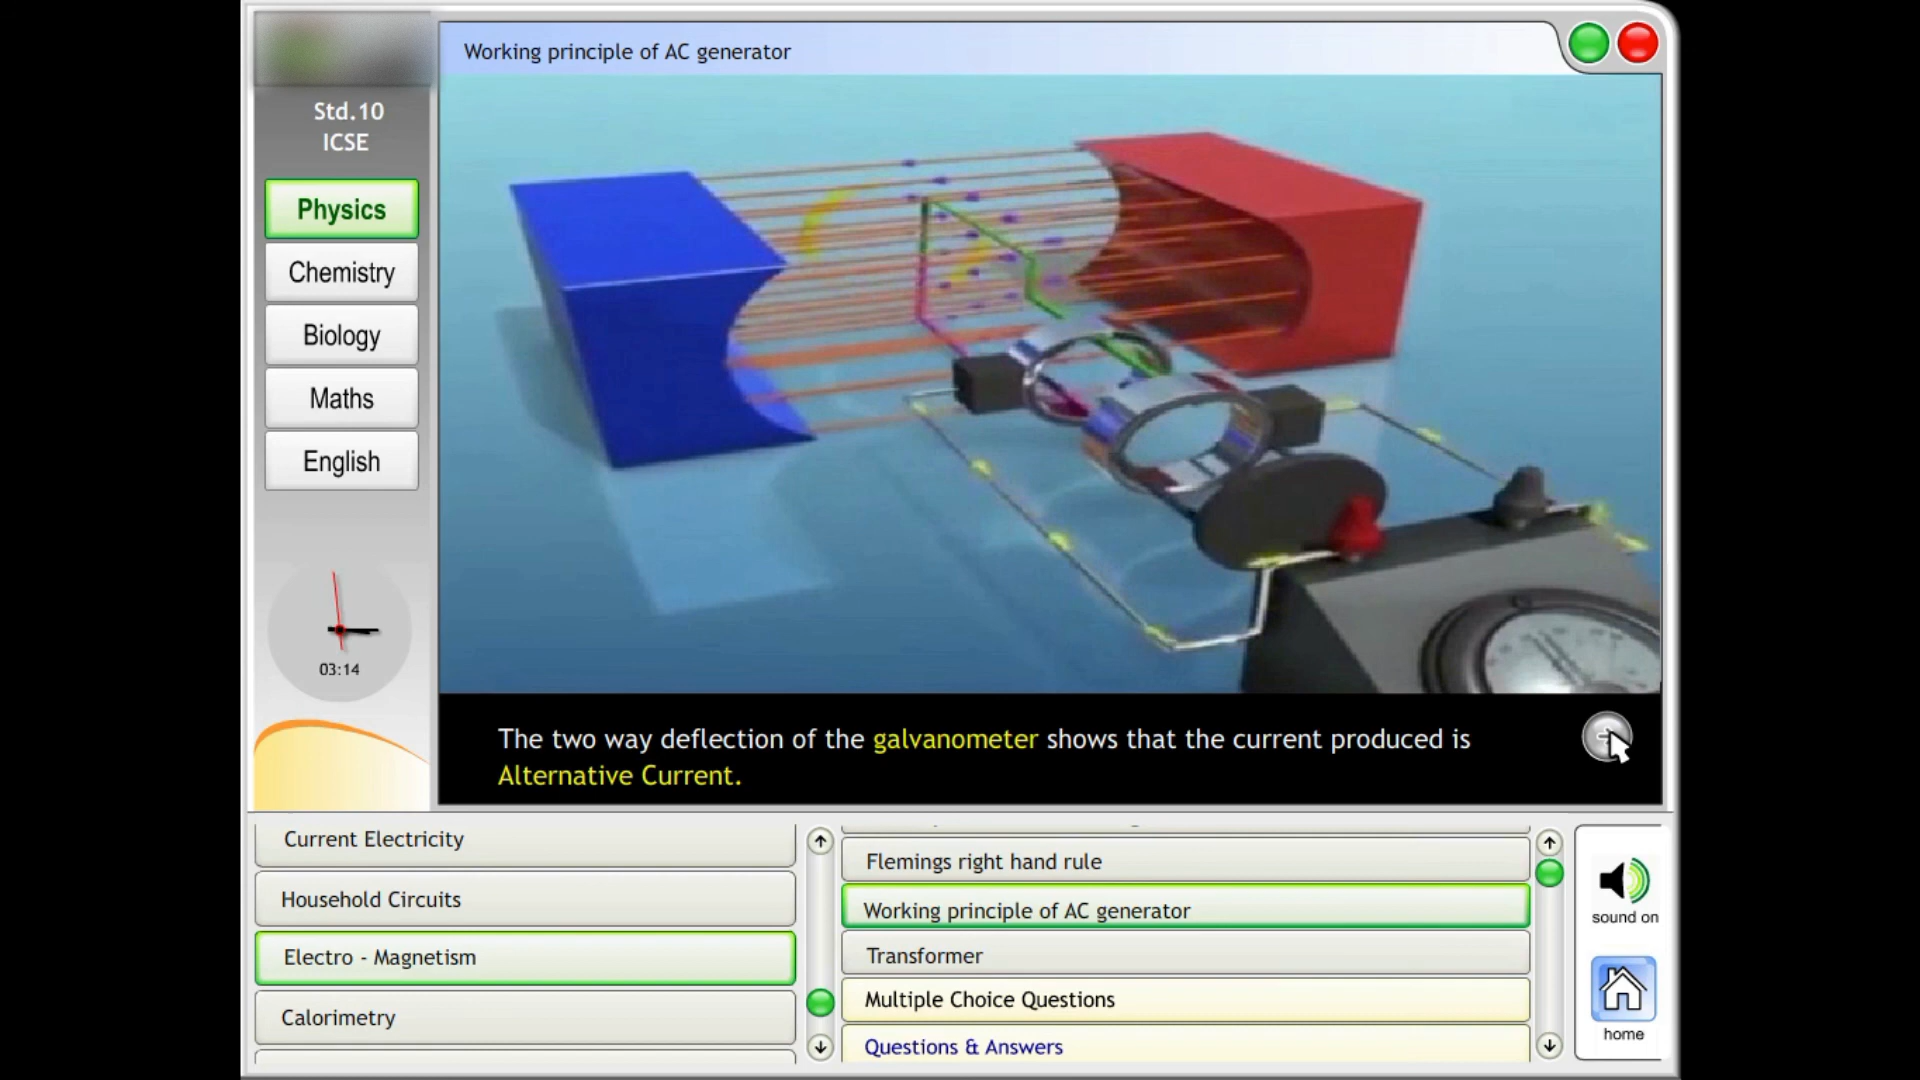 Working principle of AC generator
Std.10
ICSE
Physics
Chemistry
Biology
Maths
English
03:14
The two way deflection of the galvanometer shows that the current produced is
Alternative Current.
Current Electricity
Household Circuits
Electro - Magnetism
Calorimetry
Flemings right hand rule
Working principle of AC generator
Transformer
Multiple Choice Questions
Questions & Answers
sound on
home